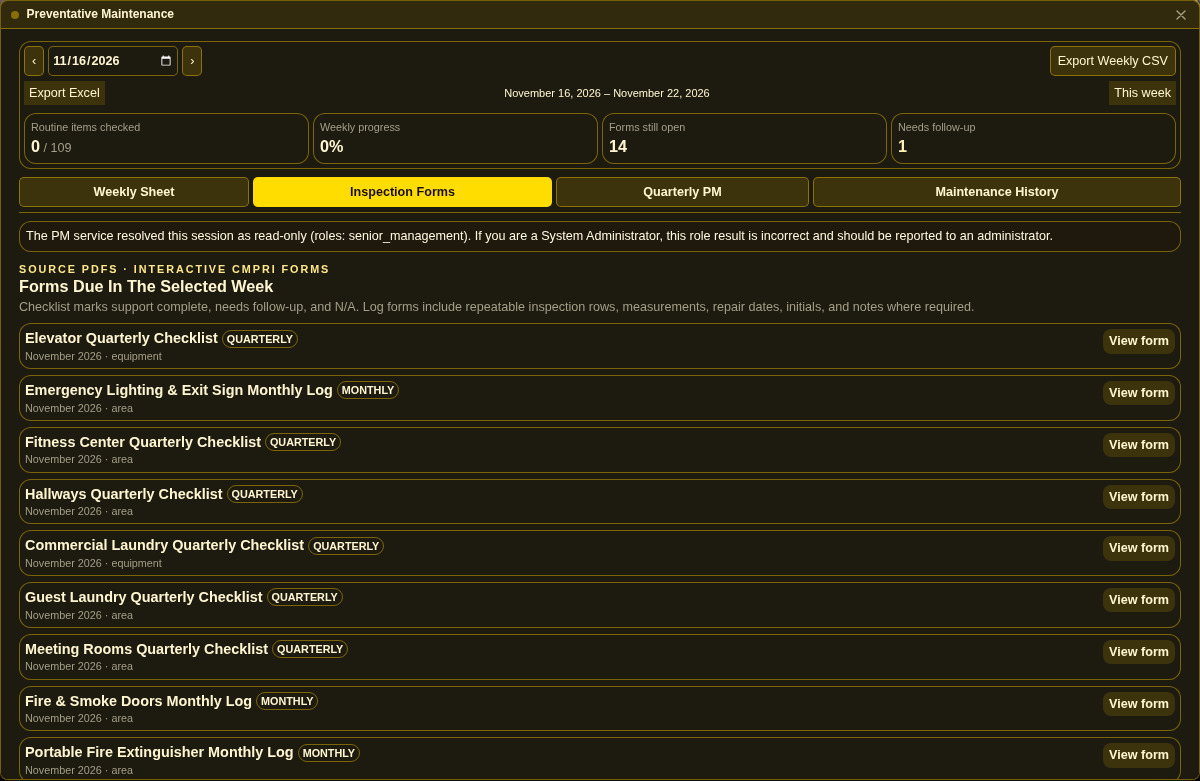 Preventative Maintenance
‹ 11/16/2026 › Export Weekly CSV
Export Excel November 16, 2026 – November 22, 2026 This week
Routine items checked
0 / 109
Weekly progress
0%
Forms still open
14
Needs follow-up
1
Weekly Sheet Inspection Forms Quarterly PM Maintenance History
The PM service resolved this session as read-only (roles: senior_management). If you are a System Administrator, this role result is incorrect and should be reported to an administrator.
SOURCE PDFS · INTERACTIVE CMPRI FORMS
Forms Due In The Selected Week
Checklist marks support complete, needs follow-up, and N/A. Log forms include repeatable inspection rows, measurements, repair dates, initials, and notes where required.
Elevator Quarterly Checklist QUARTERLY View form
November 2026 · equipment
Emergency Lighting & Exit Sign Monthly Log MONTHLY View form
November 2026 · area
Fitness Center Quarterly Checklist QUARTERLY View form
November 2026 · area
Hallways Quarterly Checklist QUARTERLY View form
November 2026 · area
Commercial Laundry Quarterly Checklist QUARTERLY View form
November 2026 · equipment
Guest Laundry Quarterly Checklist QUARTERLY View form
November 2026 · area
Meeting Rooms Quarterly Checklist QUARTERLY View form
November 2026 · area
Fire & Smoke Doors Monthly Log MONTHLY View form
November 2026 · area
Portable Fire Extinguisher Monthly Log MONTHLY View form
November 2026 · area